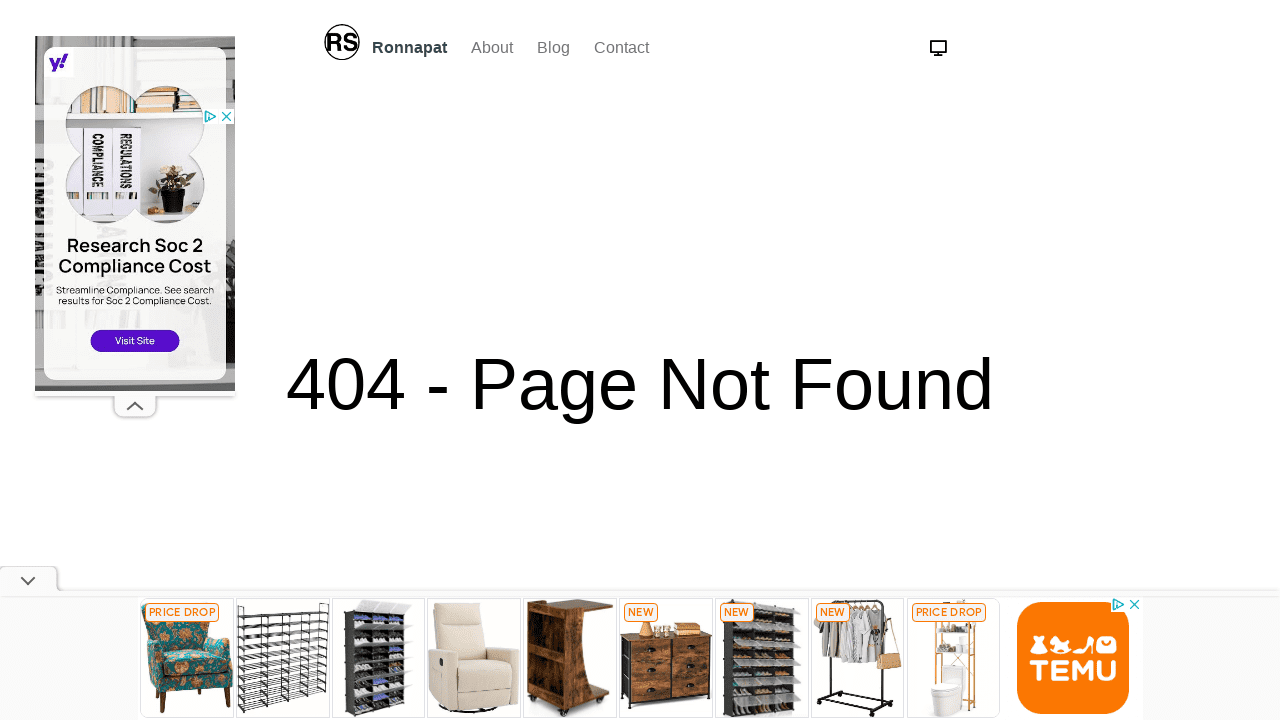 RS Ronnapat About Blog Contact
y!
COMPLIANCE
REGULATIONS
Research Soc 2
Compliance Cost
Streamline Compliance. See search
results for Soc 2 Compliance Cost.
Visit Site
404 - Page Not Found
PRICE DROP NEW NEW NEW PRICE DROP
TEMU